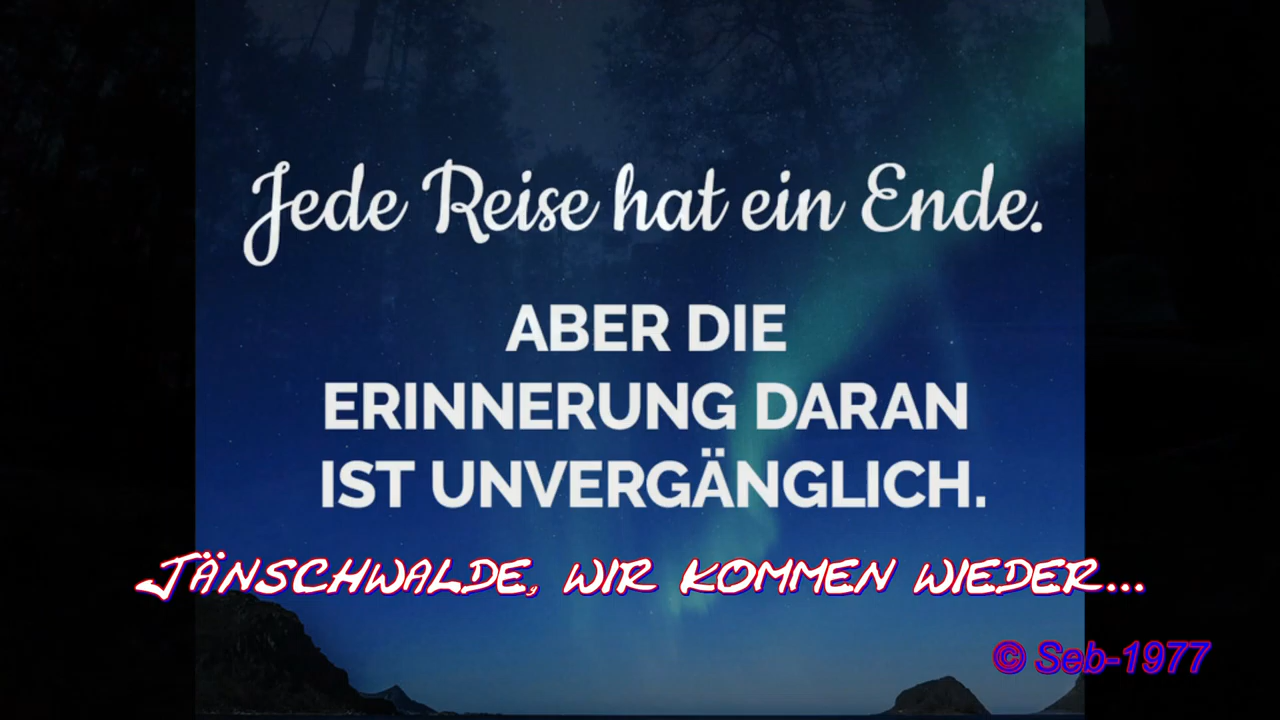 Jede Reise hat ein Ende.
ABER DIE
ERINNERUNG DARAN
IST UNVERGÄNGLICH.
JÄNSCHWALDE, WIR KOMMEN WIEDER...
© Seb-1977